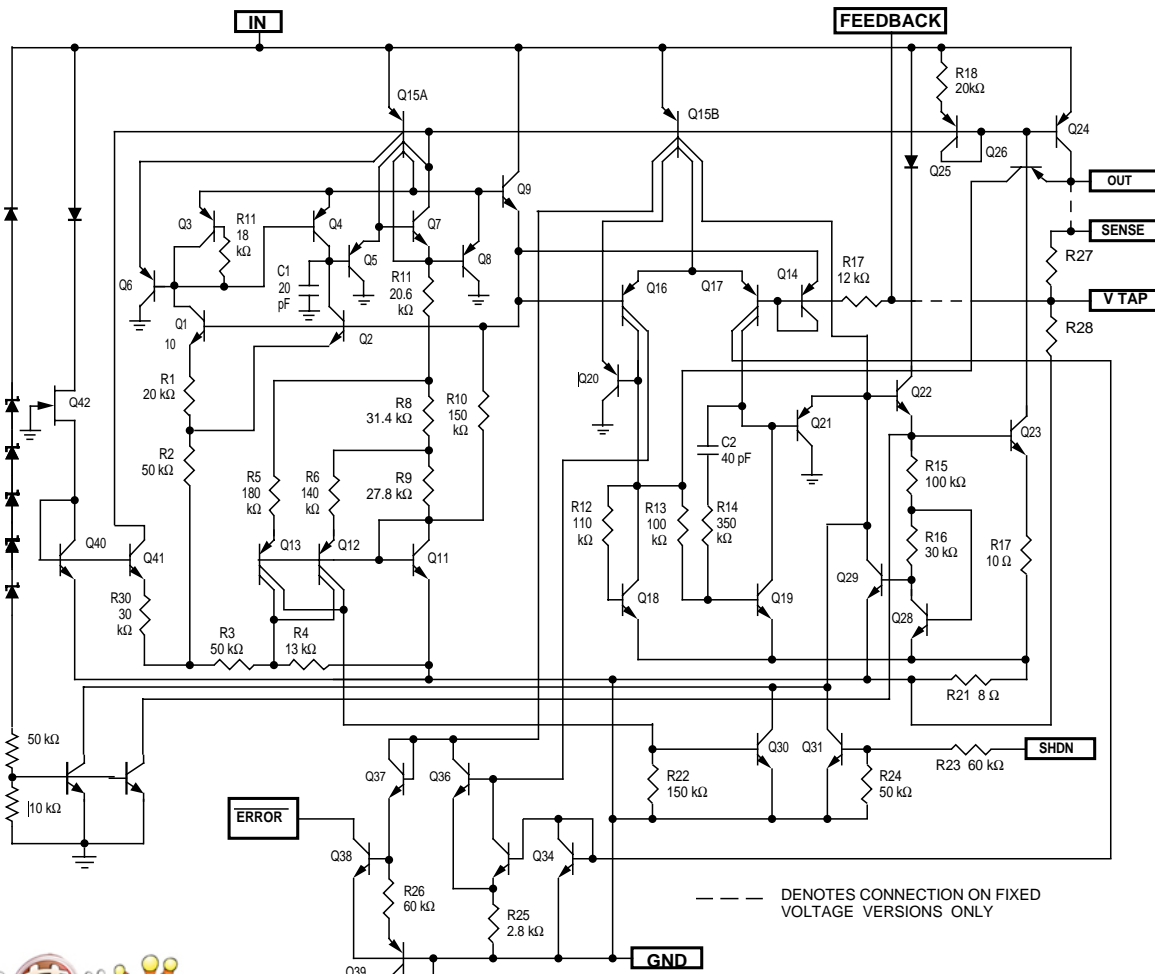 IN
FEEDBACK
R18
20kΩ
Q15A
Q15B
Q24
Q26
Q25
OUT
Q9
Q3
R11
18
kΩ
Q4
Q7
SENSE
R27
Q5
Q8
Q6
C1
20
pF
R11
20.6
kΩ
Q16
Q17
Q14
R17
12 kΩ
V TAP
R28
Q1
10
Q2
R1
20 kΩ
R8
31.4 kΩ
R10
150
kΩ
Q20
Q22
Q42
Q21
Q23
R2
50 kΩ
R5
180
kΩ
R6
140
kΩ
R9
27.8 kΩ
C2
40 pF
R15
100 kΩ
R12
110
kΩ
R13
100
kΩ
R14
350
kΩ
R16
30 kΩ
R17
10 Ω
Q40
Q41
Q13
Q12
Q11
Q29
Q18
Q19
Q28
R30
30
kΩ
R3
50 kΩ
R4
13 kΩ
R21 8 Ω
50 kΩ
Q30
Q31
SHDN
R23 60 kΩ
Q37
Q36
R22
150 kΩ
R24
50 kΩ
10 kΩ
ERROR
Q38
Q34
R26
60 kΩ
R25
2.8 kΩ
DENOTES CONNECTION ON FIXED
VOLTAGE VERSIONS ONLY
GND
Q39